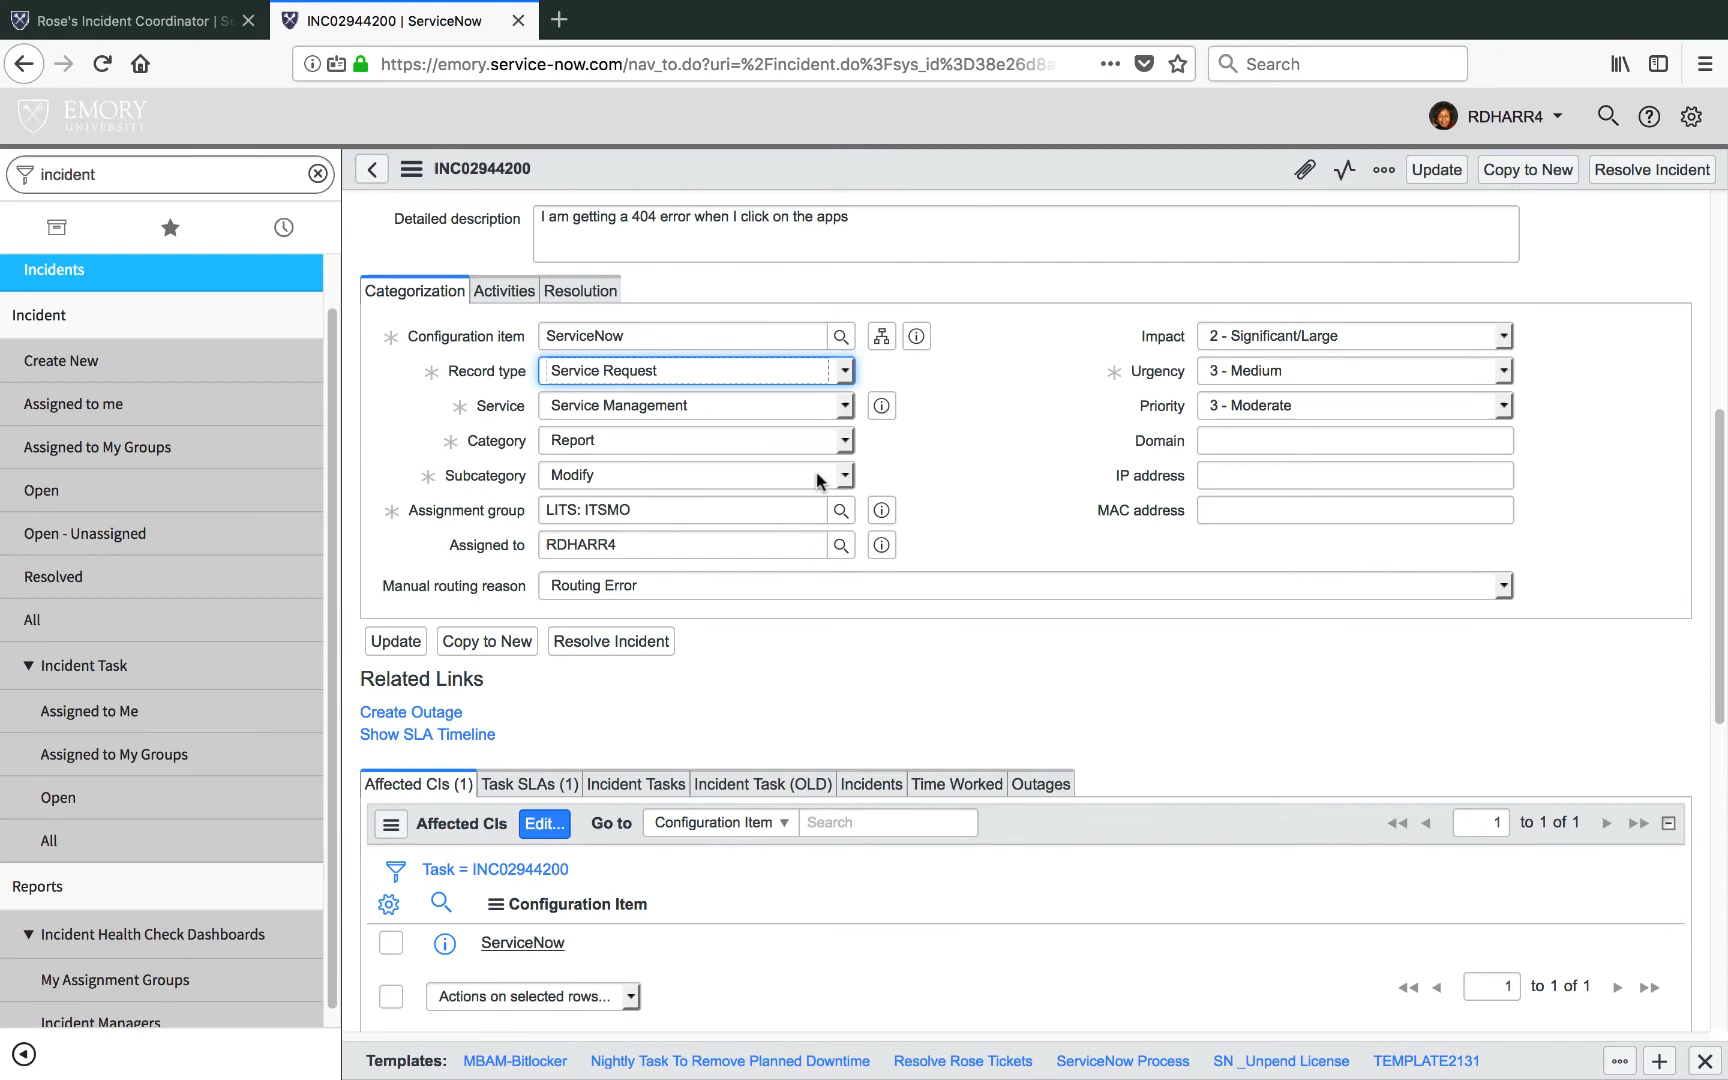 Rose's Incident Coordinator | S
INC02944200 | ServiceNow
https://emory.service-now.com/nav_to.do?uri=%2Fincident.do%3Fsys_id%3D38e26d8a
Search
EMORY
UNIVERSITY
RDHARR4
incident
INC02944200
Update
Copy to New
Resolve Incident
Incidents
Incident
Create New
Assigned to me
Assigned to My Groups
Open
Open - Unassigned
Resolved
All
Incident Task
Assigned to Me
Assigned to My Groups
Open
All
Reports
Incident Health Check Dashboards
My Assignment Groups
Incident Managers
Detailed description I am getting a 404 error when I click on the apps
Categorization Activities Resolution
Configuration item ServiceNow
Record type Service Request
Service Service Management
Category Report
Subcategory Modify
Assignment group LITS: ITSMO
Assigned to RDHARR4
Manual routing reason Routing Error
Impact 2 - Significant/Large
Urgency 3 - Medium
Priority 3 - Moderate
Domain
IP address
MAC address
Update Copy to New Resolve Incident
Related Links
Create Outage
Show SLA Timeline
Affected CIs (1) Task SLAs (1) Incident Tasks Incident Task (OLD) Incidents Time Worked Outages
Affected CIs Edit... Go to Configuration Item ▼ Search 1 to 1 of 1
Task = INC02944200
Configuration Item
ServiceNow
Actions on selected rows... 1 to 1 of 1
Templates: MBAM-Bitlocker Nightly Task To Remove Planned Downtime Resolve Rose Tickets ServiceNow Process SN _Unpend License TEMPLATE2131